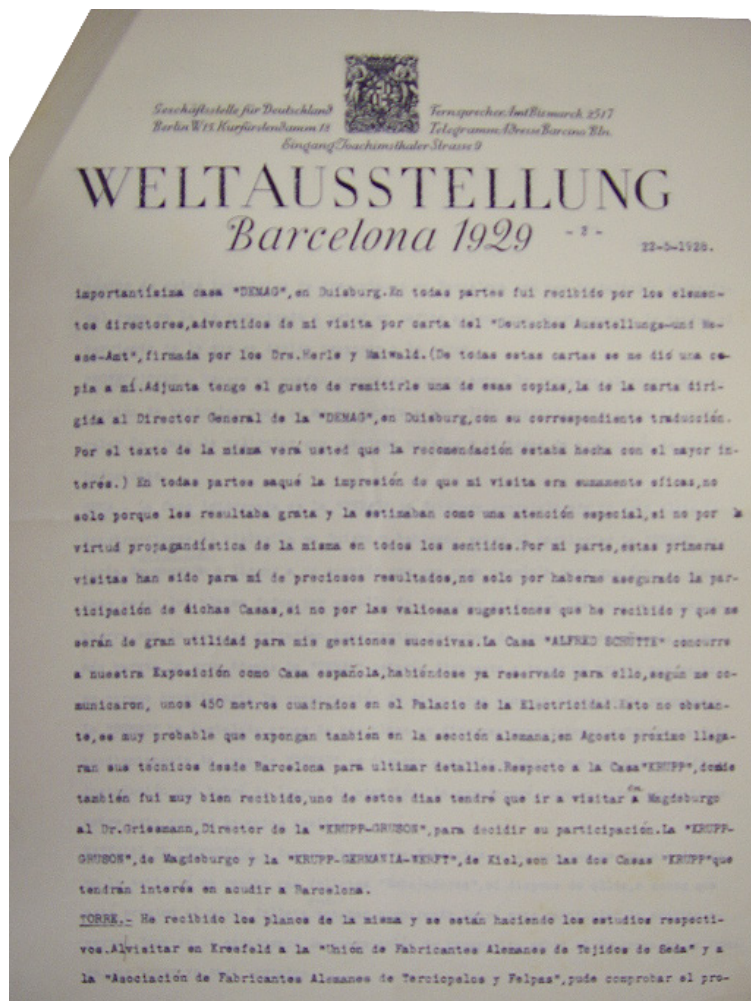 Geschäftsstelle für Deutschland
Berlin W15 Kurfürstendamm 18
Fernsprecher: Amt Bismarck 2517
Telegramm-Adresse Barcino Bln.
Eingang Joachimsthaler Strasse 9
WELTAUSSTELLUNG
Barcelona 1929
- 2 -
22-5-1928.
importantísima casa "DEMAG",en Duisburg.En todas partes fui recibido por los elemen-
tos directores,advertidos de mi visita por carta del "Deutsches Ausstellungs-und Me-
sse-Amt",firmada por los Drs.Herle y Maiwald.(De todas estas cartas se me dió una co-
pia a mí.Adjunta tengo el gusto de remitirle una de esas copias,la de la carta diri-
gida al Director General de la "DEMAG",en Duisburg,con su correspondiente traducción.
Por el texto de la misma verá usted que la recomendación estaba hecha con el mayor in-
terés.) En todas partes saqué la impresión de que mi visita era sumamente eficaz,no
solo porque les resultaba grata y la estimaban como una atención especial,si no por la
virtud propagandística de la misma en todos los sentidos.Por mi parte,estas primeras
visitas han sido para mí de preciosos resultados,no solo por haberme asegurado la par-
ticipación de dichas Casas,si no por las valiosas sugestiones que he recibido y que me
serán de gran utilidad para mis gestiones sucesivas.La Casa "ALFRED SCHÜTTE" concurre
a nuestra Exposición como Casa española,habiéndose ya reservado para ello,según me co-
municaron, unos 450 metros cuadrados en el Palacio de la Electricidad.Esto no obstan-
te,es muy probable que expongan también en la sección alemana;en Agosto próximo llega-
ran sus técnicos desde Barcelona para ultimar detalles.Respecto a la Casa"KRUPP",donde
también fui muy bien recibido,uno de estos dias tendré que ir a visitar en Magdeburgo
al Dr.Griesmann,Director de la "KRUPP-GRUSON",para decidir su participación.La "KRUPP-
GRUSON",de Magdeburgo y la "KRUPP-GERMANIA-WERFT",de Kiel,son las dos Casas "KRUPP"que
tendrán interés en acudir a Barcelona.
TORRE.- He recibido los planos de la misma y se están haciendo los estudios respecti-
vos.Al visitar en Kreefeld a la "Unión de Fabricantes Alemanes de Tejidos de Seda" y a
la "Asociación de Fabricantes Alemanes de Terciopelos y Felpas",pude comprobar el pro-